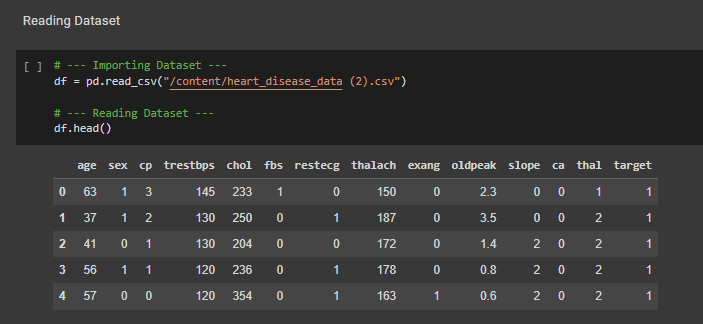 Reading Dataset
[ ] # --- Importing Dataset ---
df = pd.read_csv("/content/heart_disease_data (2).csv")
# --- Reading Dataset ---
df.head()
age sex cp trestbps chol fbs restecg thalach exang oldpeak slope ca thal target
0 63 1 3 145 233 1 0 150 0 2.3 0 0 1 1
1 37 1 2 130 250 0 1 187 0 3.5 0 0 2 1
2 41 0 1 130 204 0 0 172 0 1.4 2 0 2 1
3 56 1 1 120 236 0 1 178 0 0.8 2 0 2 1
4 57 0 0 120 354 0 1 163 1 0.6 2 0 2 1